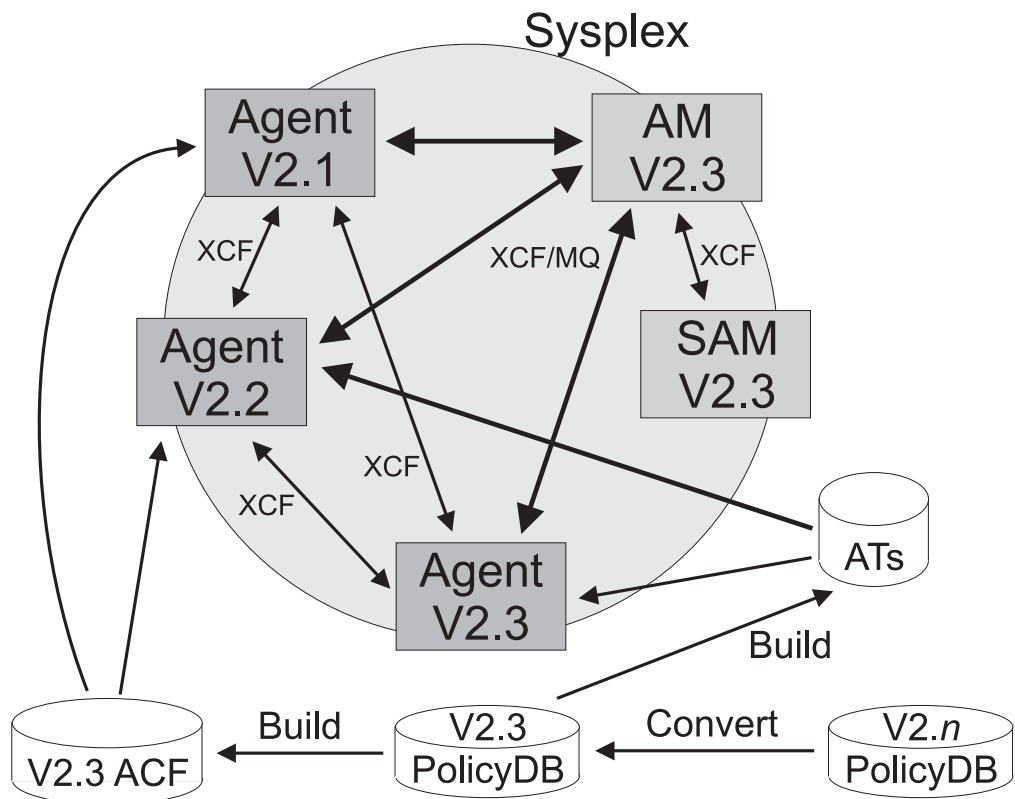 Sysplex
Agent
V2.1
AM
V2.3
XCF
XCF/MQ
XCF
Agent
V2.2
SAM
V2.3
XCF
XCF
Agent
V2.3
ATs
Build
V2.3 ACF
Build
V2.3
PolicyDB
Convert
V2.n
PolicyDB